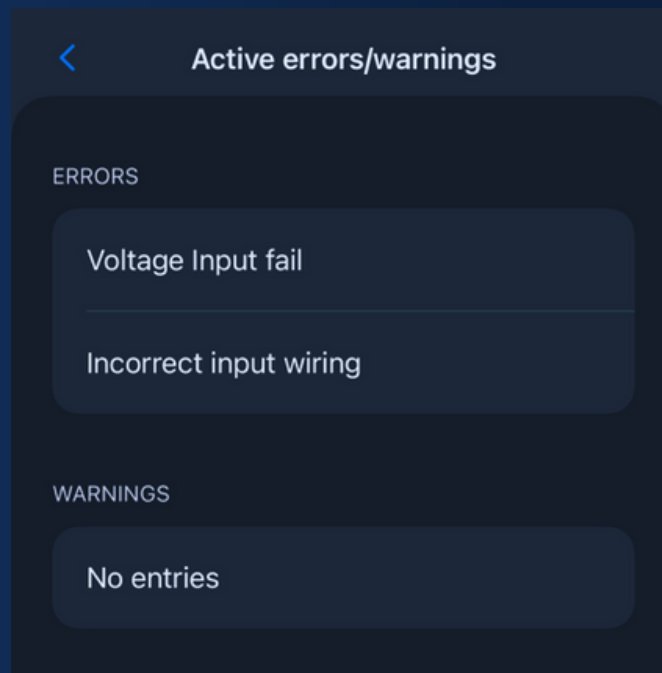 Active errors/warnings
ERRORS
Voltage Input fail
Incorrect input wiring
WARNINGS
No entries